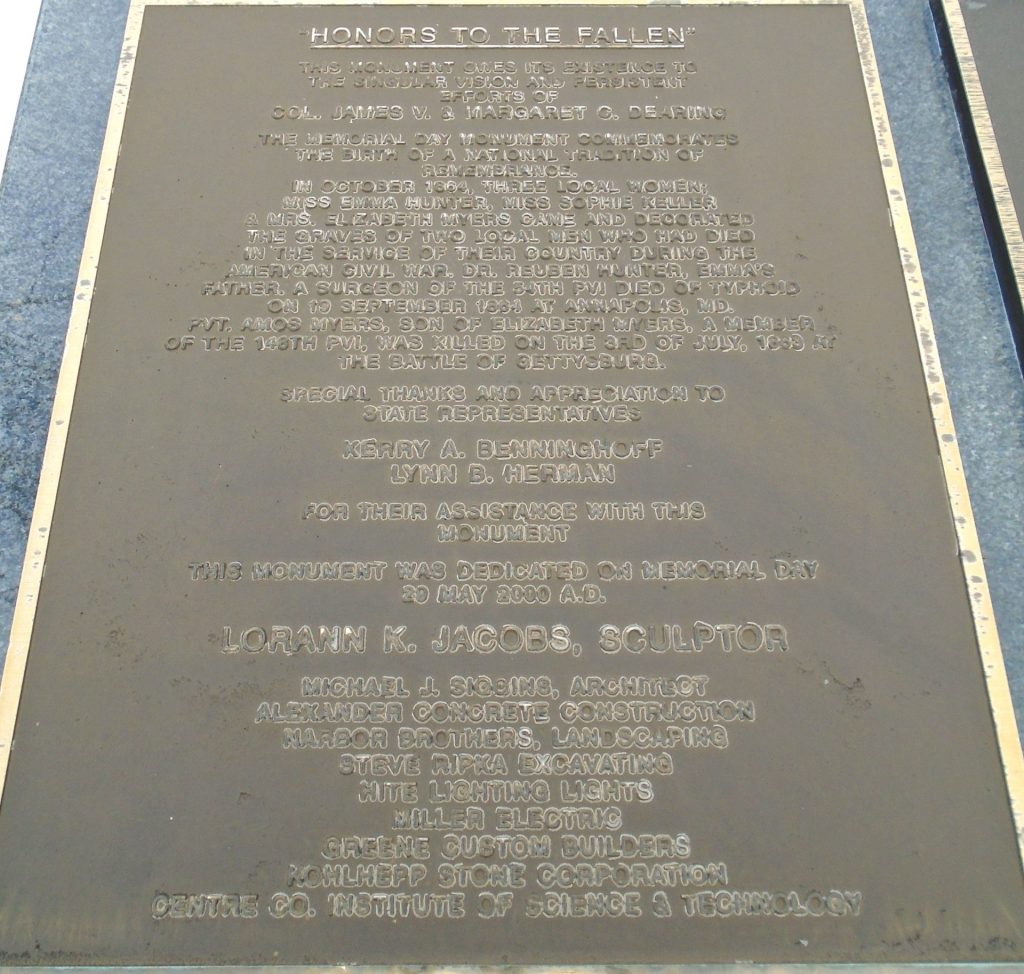 "HONORS TO THE FALLEN"
THIS MONUMENT OWES ITS EXISTENCE TO
THE SINGULAR VISION AND PERSISTENT
EFFORTS OF
COL. JAMES V. & MARGARET G. DEARING
THE MEMORIAL DAY MONUMENT COMMEMORATES
THE BIRTH OF A NATIONAL TRADITION OF
REMEMBRANCE.
IN OCTOBER 1864, THREE LOCAL WOMEN;
MISS EMMA HUNTER, MISS SOPHIE KELLER
& MRS. ELIZABETH MYERS CAME AND DECORATED
THE GRAVES OF TWO LOCAL MEN WHO HAD DIED
IN THE SERVICE OF THEIR COUNTRY DURING THE
AMERICAN CIVIL WAR. DR. REUBEN HUNTER, EMMA'S
FATHER, A SURGEON OF THE 54TH PVI DIED OF TYPHOID
ON 19 SEPTEMBER 1864 AT ANNAPOLIS, MD.
PVT. AMOS MYERS, SON OF ELIZABETH MYERS, A MEMBER
OF THE 148TH PVI, WAS KILLED ON THE 3RD OF JULY, 1863 AT
THE BATTLE OF GETTYSBURG.
SPECIAL THANKS AND APPRECIATION TO
STATE REPRESENTATIVES
KERRY A. BENNINGHOFF
LYNN B. HERMAN
FOR THEIR ASSISTANCE WITH THIS
MONUMENT
THIS MONUMENT WAS DEDICATED ON MEMORIAL DAY
29 MAY 2000 A.D.
LORANN K. JACOBS, SCULPTOR
MICHAEL J. SIGGINS, ARCHITECT
ALEXANDER CONCRETE CONSTRUCTION
NARBOR BROTHERS, LANDSCAPING
STEVE RIPKA EXCAVATING
HITE LIGHTING LIGHTS
MILLER ELECTRIC
GREENE CUSTOM BUILDERS
KOHLHEPP STONE CORPORATION
CENTRE CO. INSTITUTE OF SCIENCE & TECHNOLOGY